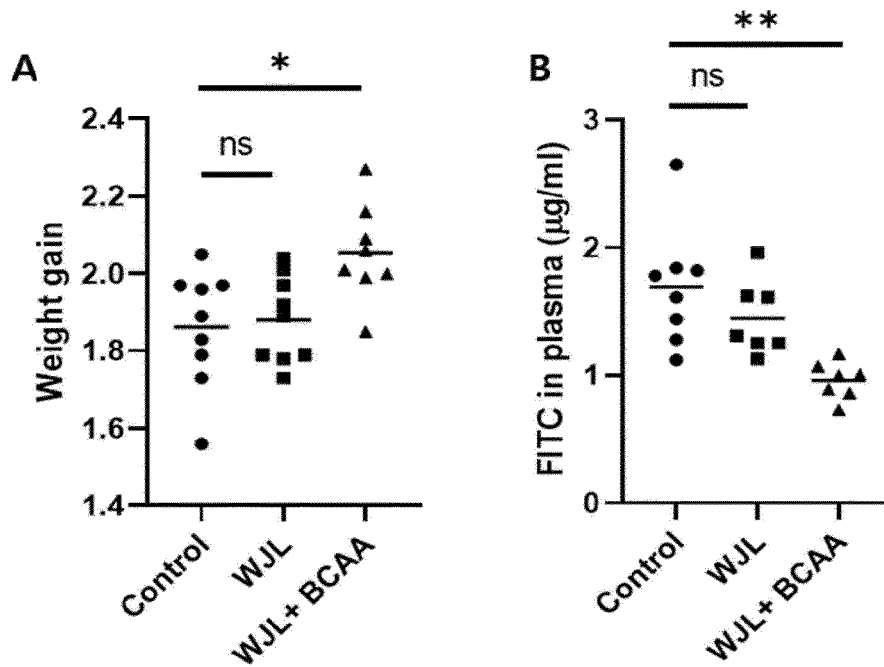 A
*
ns
Weight gain
2.4
2.2
2.0
1.8
1.6
1.4
Control
WJL
WJL+ BCAA
B
**
ns
FITC in plasma (μg/ml)
3
2
1
0
Control
WJL
WJL+ BCAA